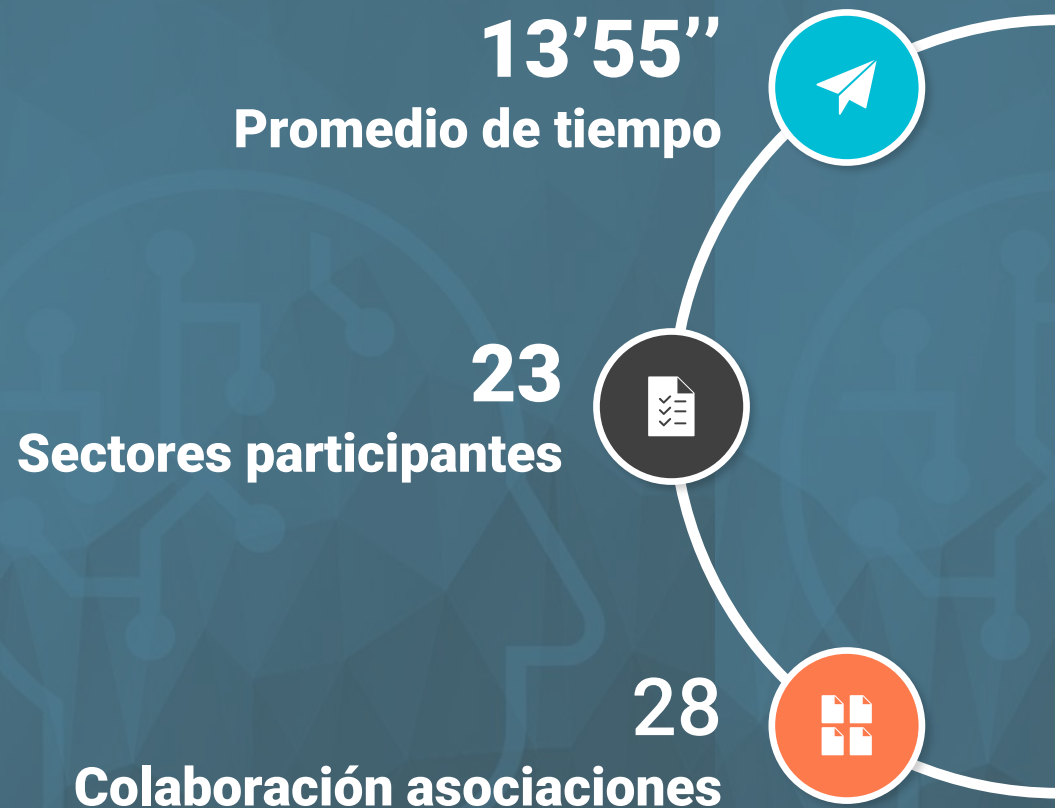 13’55’’
Promedio de tiempo
23
Sectores participantes
28
Colaboración asociaciones